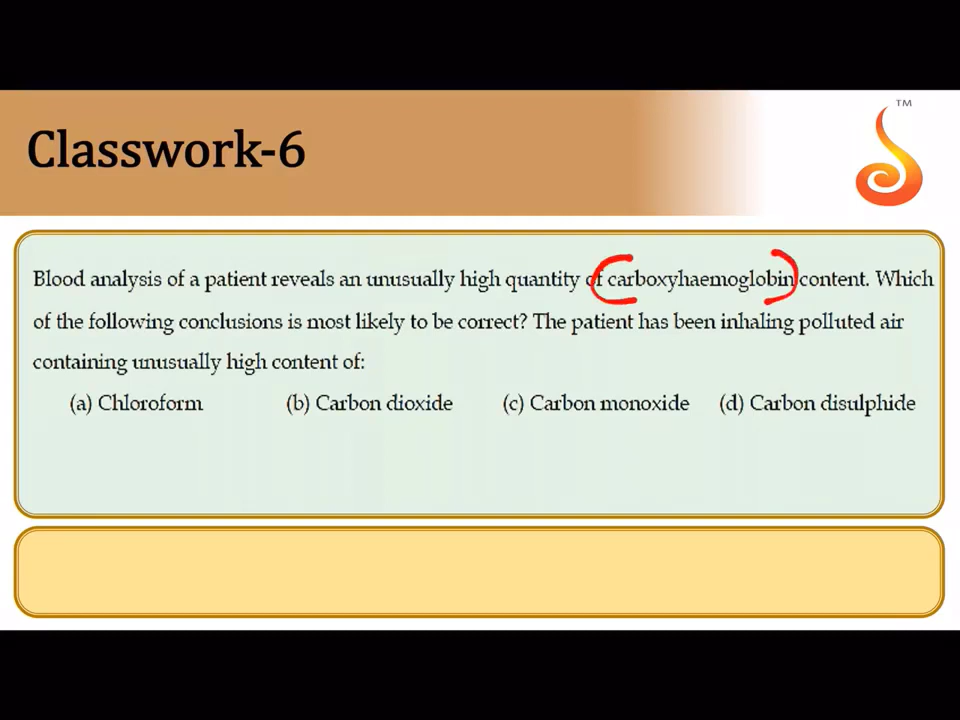 TM
Classwork-6
Blood analysis of a patient reveals an unusually high quantity of carboxyhaemoglobin content. Which
of the following conclusions is most likely to be correct? The patient has been inhaling polluted air
containing unusually high content of:
(a) Chloroform (b) Carbon dioxide (c) Carbon monoxide (d) Carbon disulphide